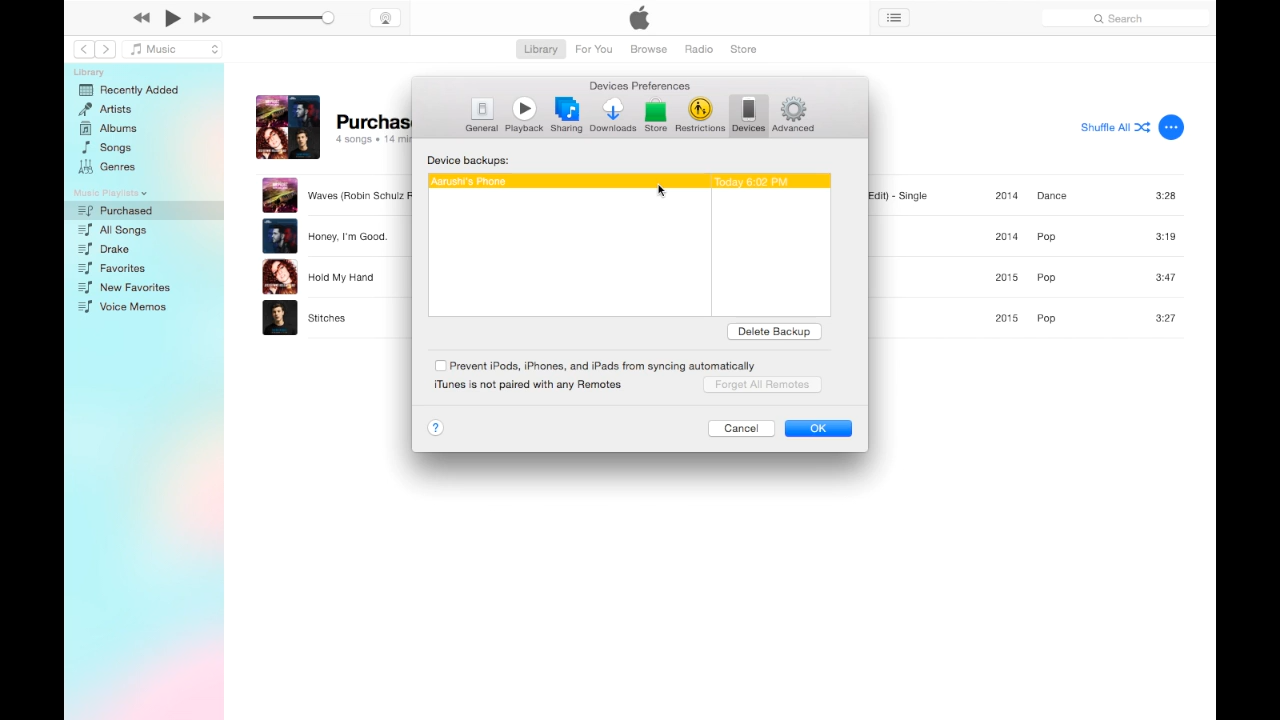 Search
Music
Library For You Browse Radio Store
Library
Recently Added
Artists
Albums
Songs
Genres
Music Playlists
Purchased
All Songs
Drake
Favorites
New Favorites
Voice Memos
Purchas
4 songs • 14 mi
Shuffle All
Waves (Robin Schulz Edit) - Single 2014 Dance 3:28
Honey, I'm Good. 2014 Pop 3:19
Hold My Hand 2015 Pop 3:47
Stitches 2015 Pop 3:27
Devices Preferences
General Playback Sharing Downloads Store Restrictions Devices Advanced
Device backups:
Aarushi's Phone Today 6:02 PM
Delete Backup
Prevent iPods, iPhones, and iPads from syncing automatically
iTunes is not paired with any Remotes Forget All Remotes
? Cancel OK